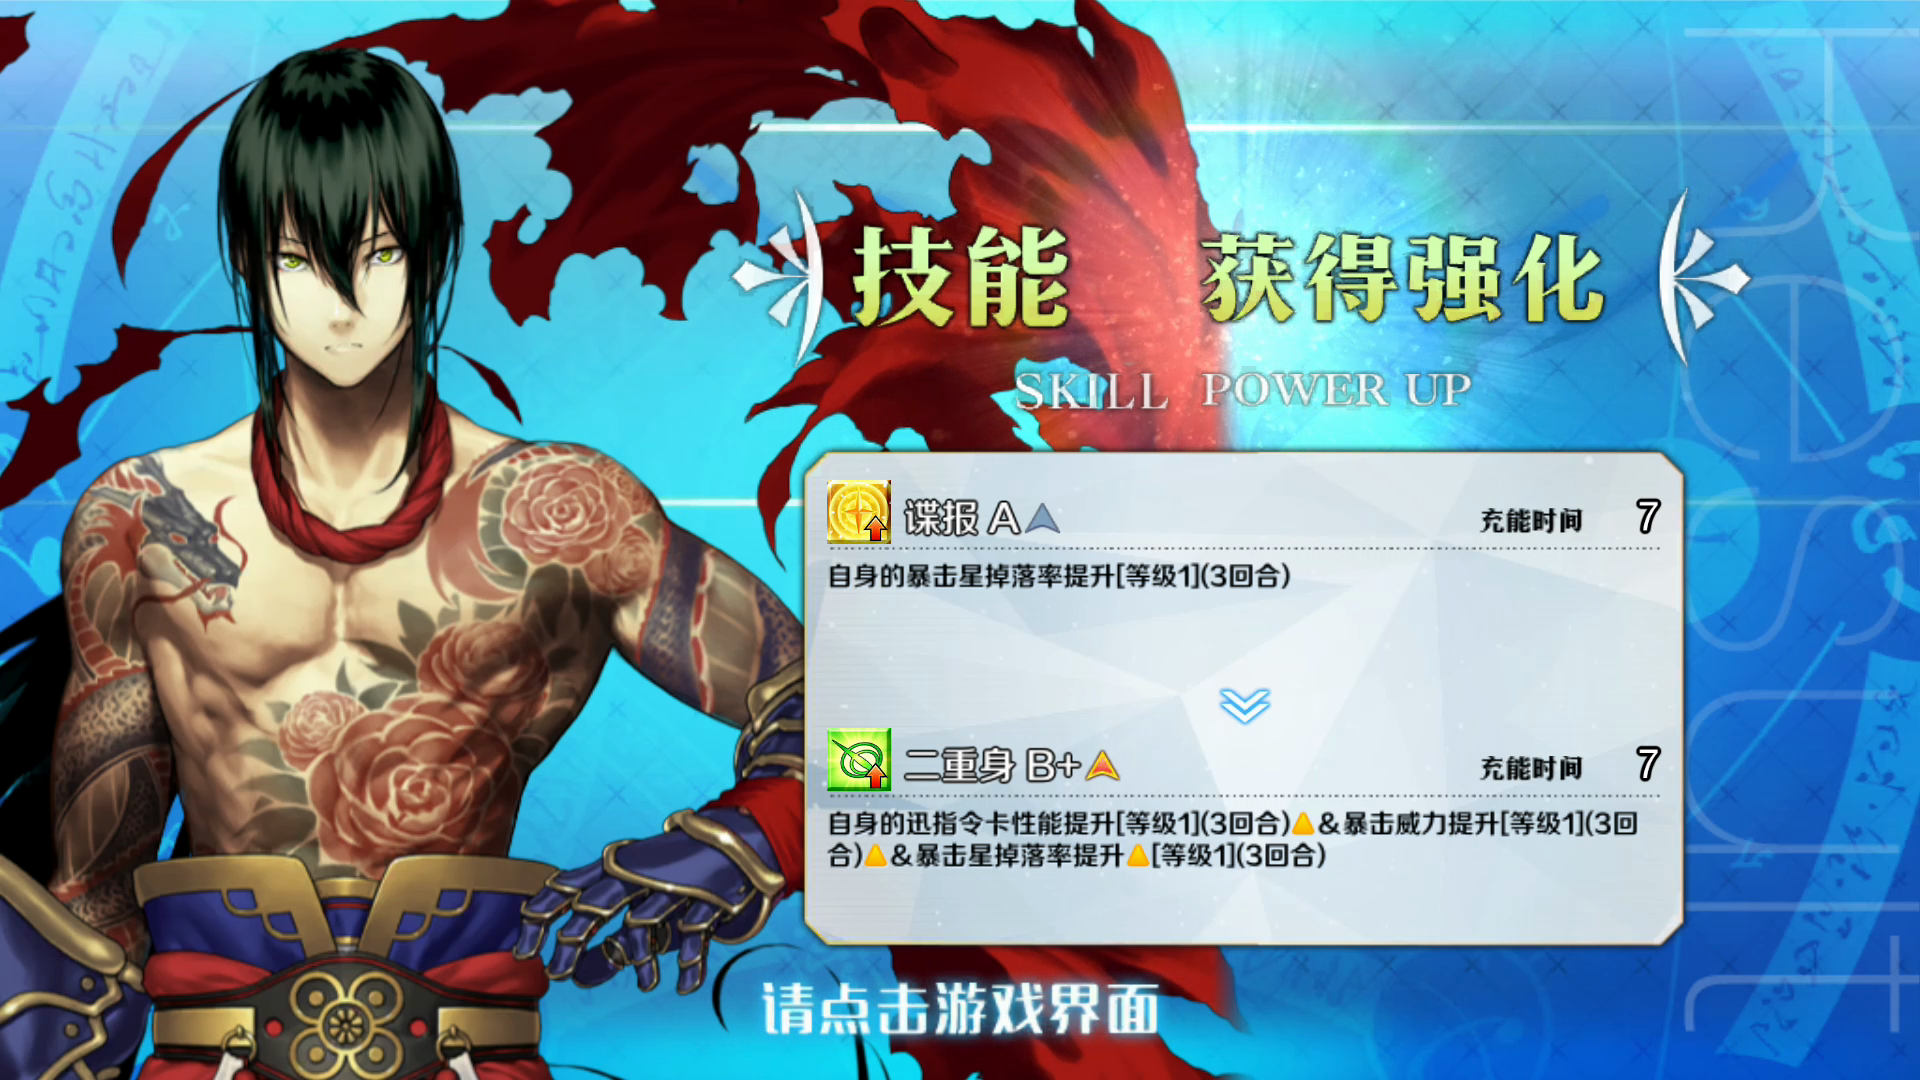 技能 获得强化
SKILL POWER UP
谍报 A 充能时间 7
自身的暴击星掉落率提升[等级1](3回合)
二重身 B+ 充能时间 7
自身的迅指令卡性能提升[等级1](3回合)▲&暴击威力提升[等级1](3回
合)▲&暴击星掉落率提升▲[等级1](3回合)
请点击游戏界面